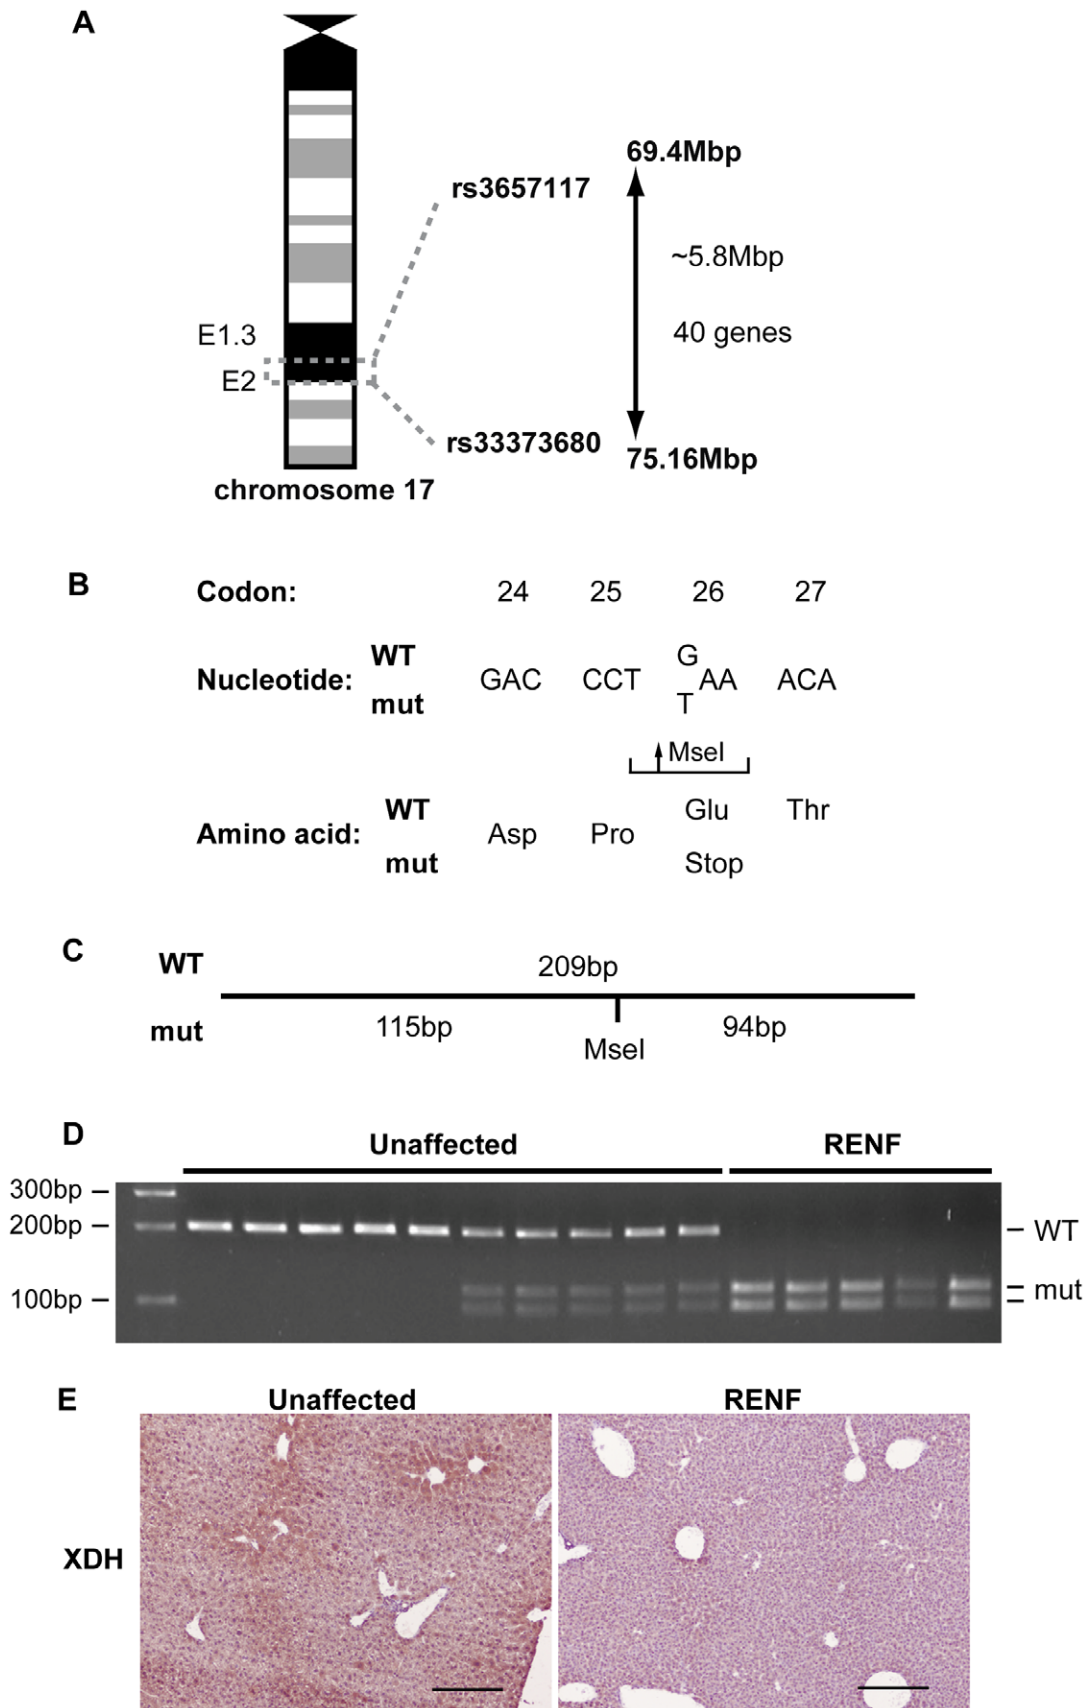 A
69.4Mbp
rs3657117
~5.8Mbp
E1.3
40 genes
E2
rs33373680
75.16Mbp
chromosome 17
B
Codon: 24 25 26 27
WT G
Nucleotide: GAC CCT AA ACA
mut T
MseI
WT Glu Thr
Amino acid: Asp Pro
mut Stop
C
WT 209bp
mut 115bp 94bp
MseI
D
Unaffected RENF
300bp
200bp WT
100bp mut
E Unaffected RENF
XDH